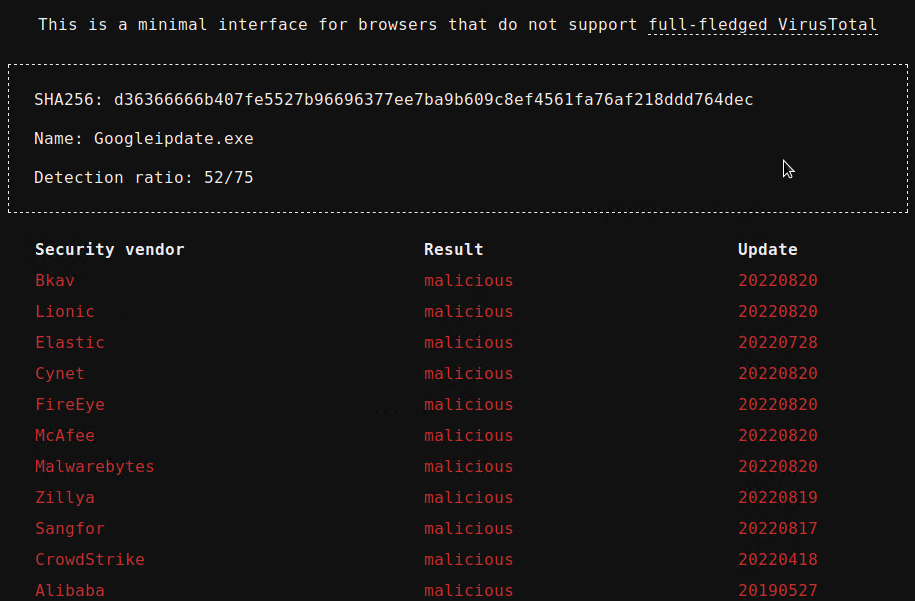 This is a minimal interface for browsers that do not support full-fledged VirusTotal
SHA256: d36366666b407fe5527b96696377ee7ba9b609c8ef4561fa76af218ddd764dec
Name: Googleipdate.exe
Detection ratio: 52/75
Security vendor Result Update
Bkav malicious 20220820
Lionic malicious 20220820
Elastic malicious 20220728
Cynet malicious 20220820
FireEye malicious 20220820
McAfee malicious 20220820
Malwarebytes malicious 20220820
Zillya malicious 20220819
Sangfor malicious 20220817
CrowdStrike malicious 20220418
Alibaba malicious 20190527